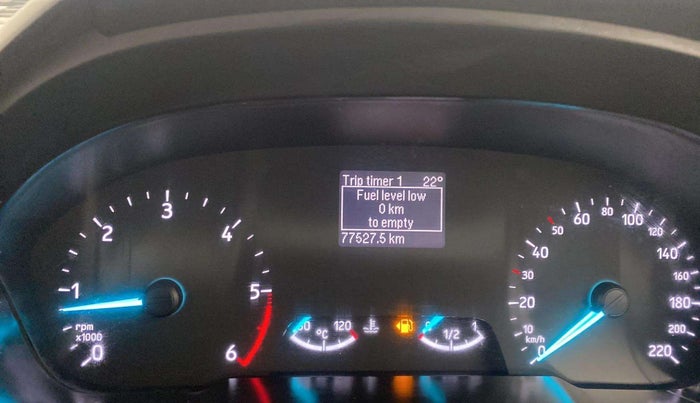 Trip timer 1 22°
Fuel level low
0 km
to empty
77527.5 km
0 1 2 3 4 5 6
rpm
x1000
°C 120
0 1/2 1
0 10 20 30 40 50 60 80 100 120 140 160 180 200 220
km/h